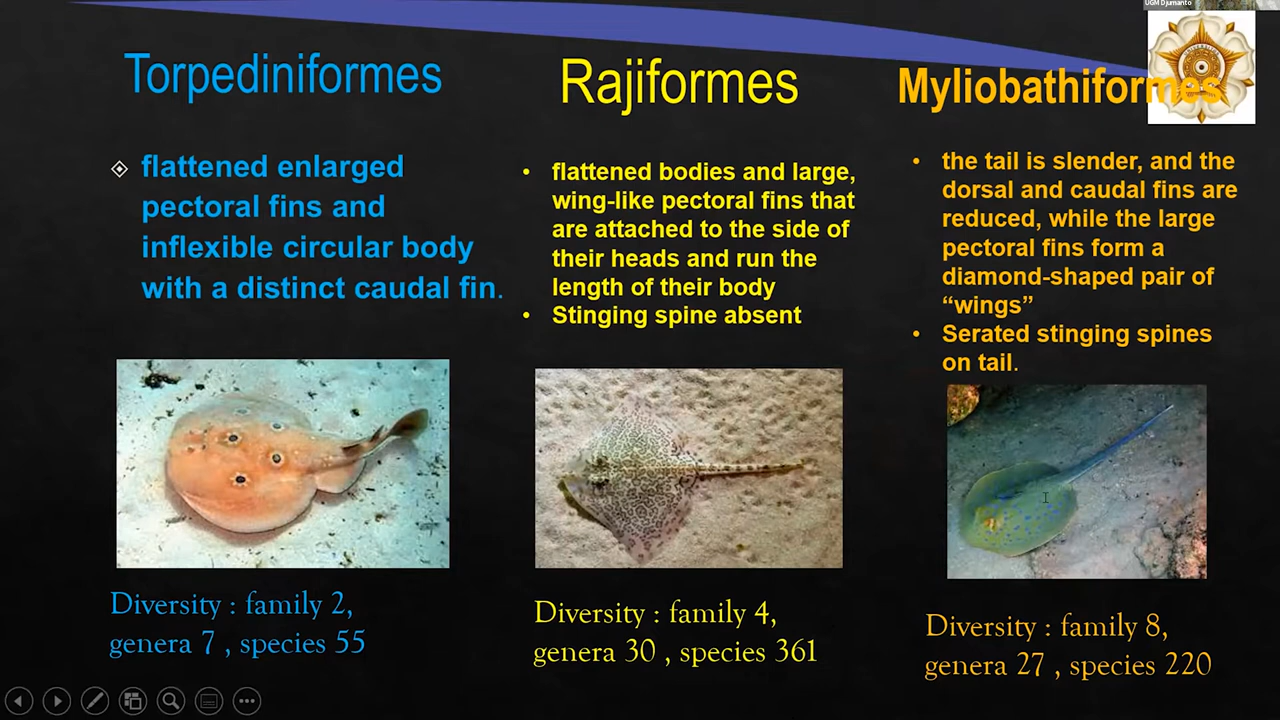 UGM Djumanto
Torpediniformes
flattened enlarged
pectoral fins and
inflexible circular body
with a distinct caudal fin.
Diversity : family 2,
genera 7 , species 55
Rajiformes
• flattened bodies and large,
wing-like pectoral fins that
are attached to the side of
their heads and run the
length of their body
• Stinging spine absent
Diversity : family 4,
genera 30 , species 361
Myliobathiformes
• the tail is slender, and the
dorsal and caudal fins are
reduced, while the large
pectoral fins form a
diamond-shaped pair of
“wings”
• Serated stinging spines
on tail.
Diversity : family 8,
genera 27 , species 220